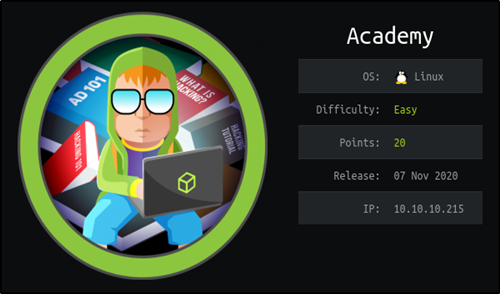 Academy
OS: Linux
Difficulty: Easy
Points: 20
Release: 07 Nov 2020
IP: 10.10.10.215
AD 101
WHAT IS
HACKING?
HACKING
TUTORIAL